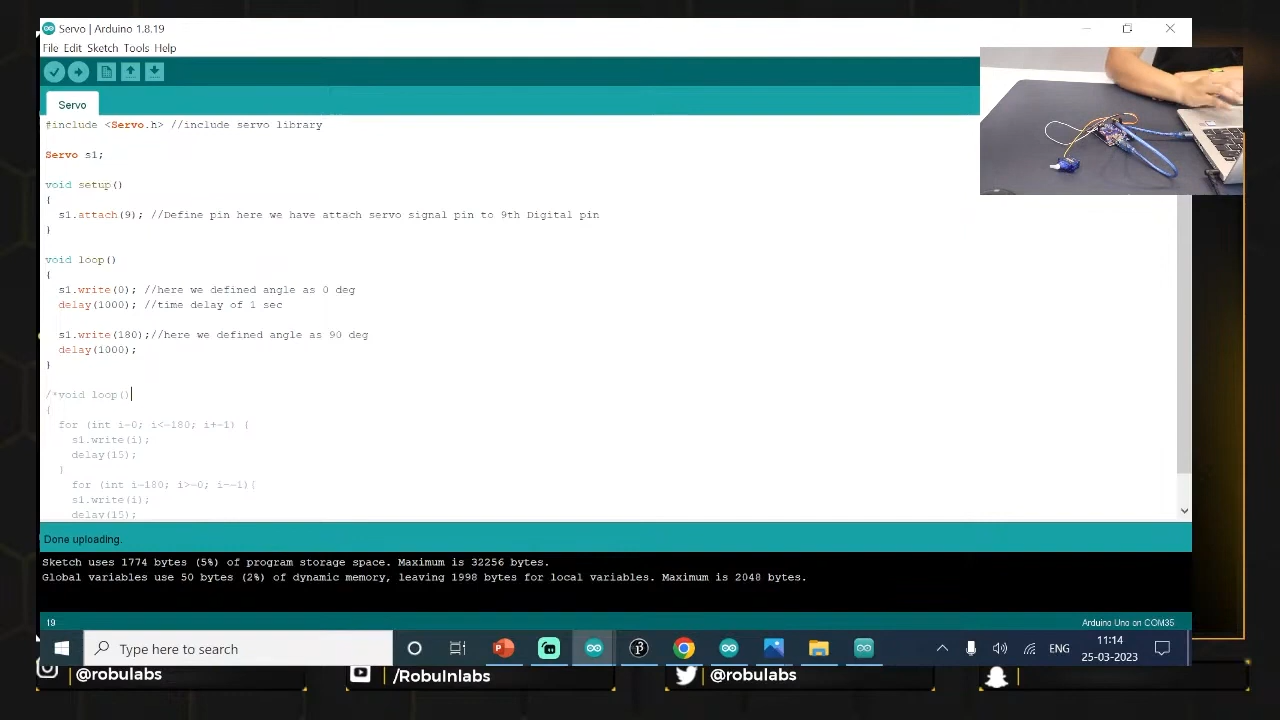 Servo | Arduino 1.8.19
File Edit Sketch Tools Help
Servo
#include <Servo.h> //include servo library
Servo s1;
void setup()
{
s1.attach(9); //Define pin here we have attach servo signal pin to 9th Digital pin
}
void loop()
{
s1.write(0); //here we defined angle as 0 deg
delay(1000); //time delay of 1 sec
s1.write(180);//here we defined angle as 90 deg
delay(1000);
}
/*void loop()
{
for (int i=0; i<=180; i+=1) {
s1.write(i);
delay(15);
}
for (int i=180; i>=0; i-=1){
s1.write(i);
delay(15);
Done uploading.
Sketch uses 1774 bytes (5%) of program storage space. Maximum is 32256 bytes.
Global variables use 50 bytes (2%) of dynamic memory, leaving 1998 bytes for local variables. Maximum is 2048 bytes.
19
Arduino Uno on COM35
Type here to search
ENG
11:14
25-03-2023
@robulabs
/RobuInlabs
@robulabs